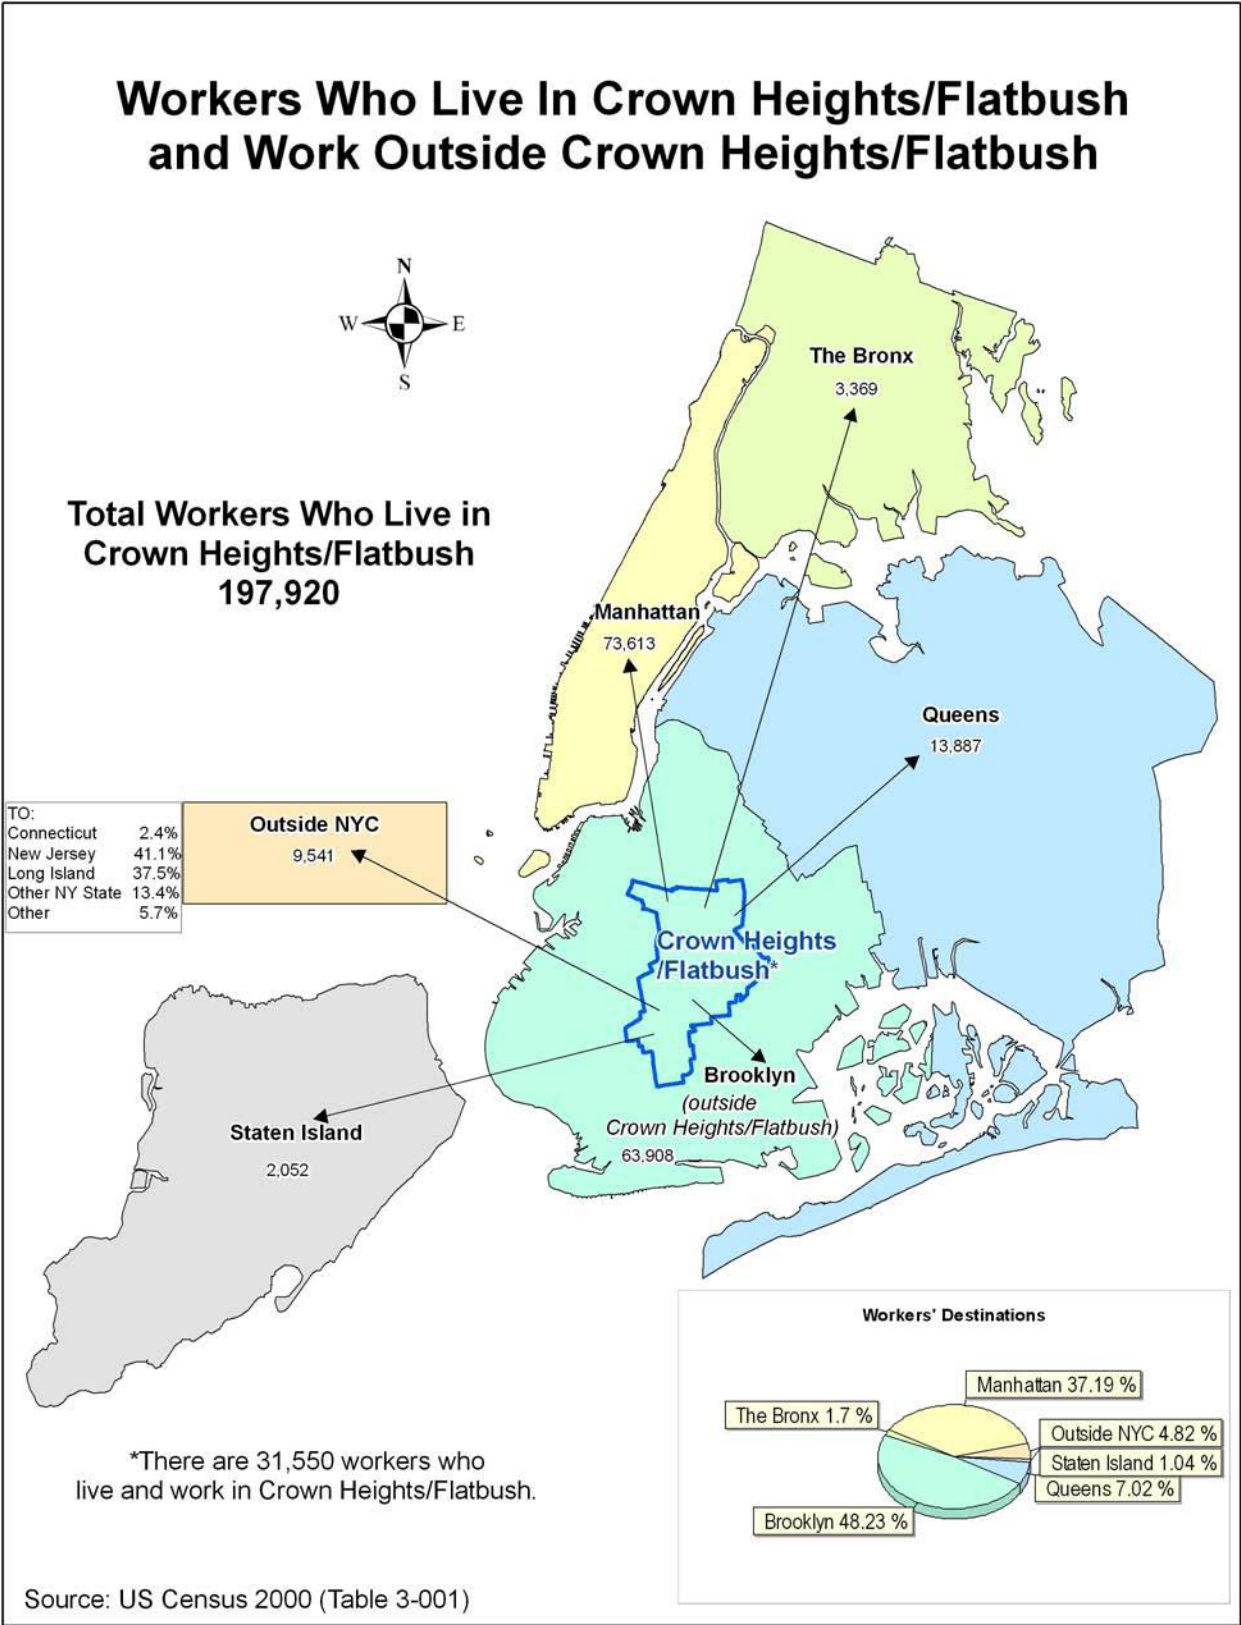 Workers Who Live In Crown Heights/Flatbush
and Work Outside Crown Heights/Flatbush
N
W
E
S
The Bronx
3,369
Total Workers Who Live in
Crown Heights/Flatbush
197,920
Manhattan
73,613
Queens
13,887
TO:
Connecticut 2.4%
New Jersey 41.1%
Long Island 37.5%
Other NY State 13.4%
Other 5.7%
Outside NYC
9,541
Crown Heights
/Flatbush*
Brooklyn
(outside
Crown Heights/Flatbush)
63,908
Staten Island
2,052
Workers' Destinations
Manhattan 37.19 %
The Bronx 1.7 %
Outside NYC 4.82 %
Staten Island 1.04 %
Queens 7.02 %
Brooklyn 48.23 %
*There are 31,550 workers who
live and work in Crown Heights/Flatbush.
Source: US Census 2000 (Table 3-001)